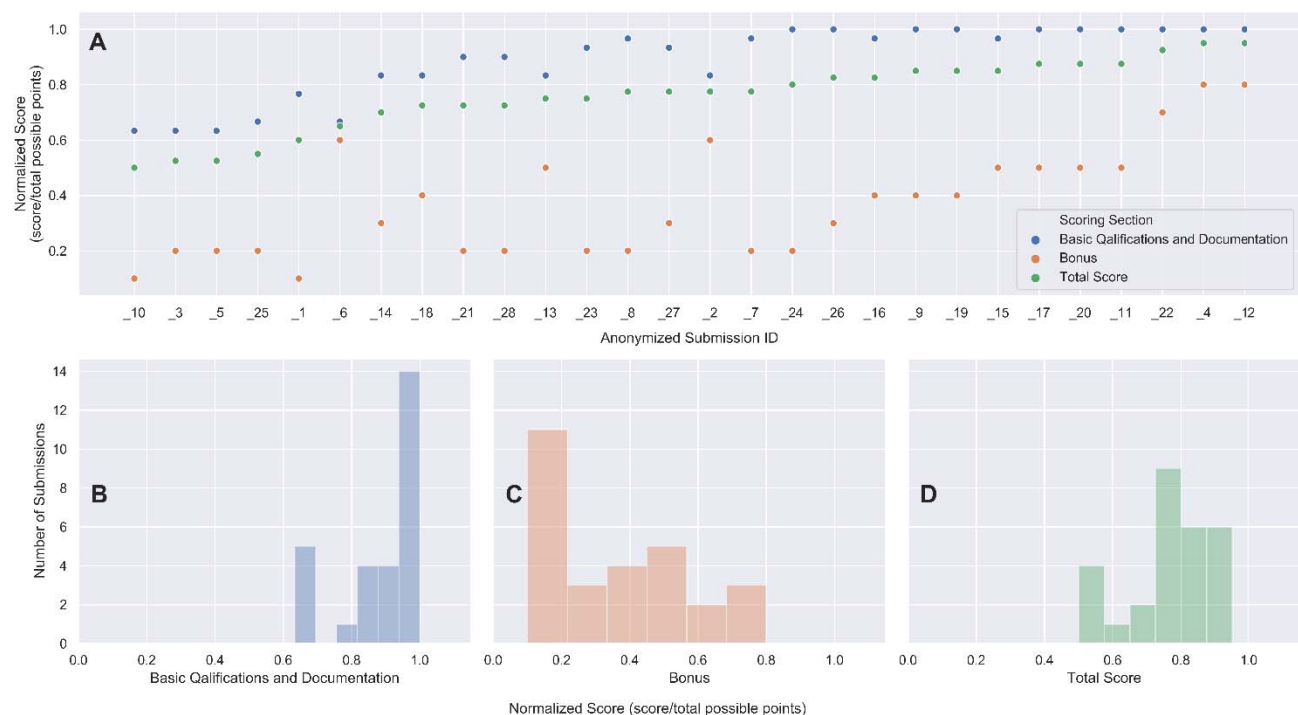 A
1.0
0.8
0.6
0.4
0.2
Normalized Score
(score/total possible points)
Scoring Section
Basic Qalifications and Documentation
Bonus
Total Score
_10 _3 _5 _25 _1 _6 _14 _18 _21 _28 _13 _23 _8 _27 _2 _7 _24 _26 _16 _9 _19 _15 _17 _20 _11 _22 _4 _12
Anonymized Submission ID
Number of Submissions
14
12
10
8
6
4
2
0
B
0.0 0.2 0.4 0.6 0.8 1.0
Basic Qalifications and Documentation
C
0.0 0.2 0.4 0.6 0.8 1.0
Bonus
D
0.0 0.2 0.4 0.6 0.8 1.0
Total Score
Normalized Score (score/total possible points)